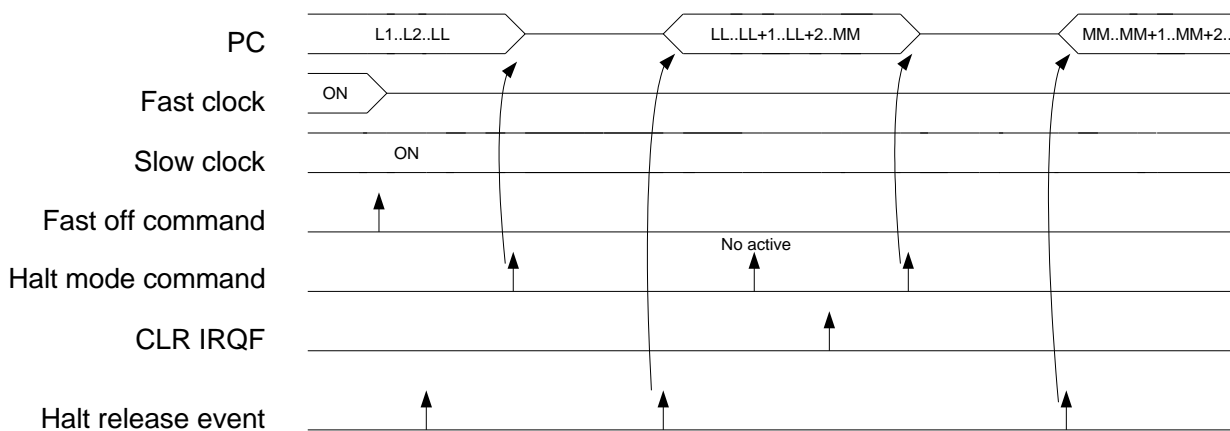 PC
L1..L2..LL
LL..LL+1..LL+2..MM
MM..MM+1..MM+2..
Fast clock
ON
Slow clock
ON
Fast off command
Halt mode command
No active
CLR IRQF
Halt release event